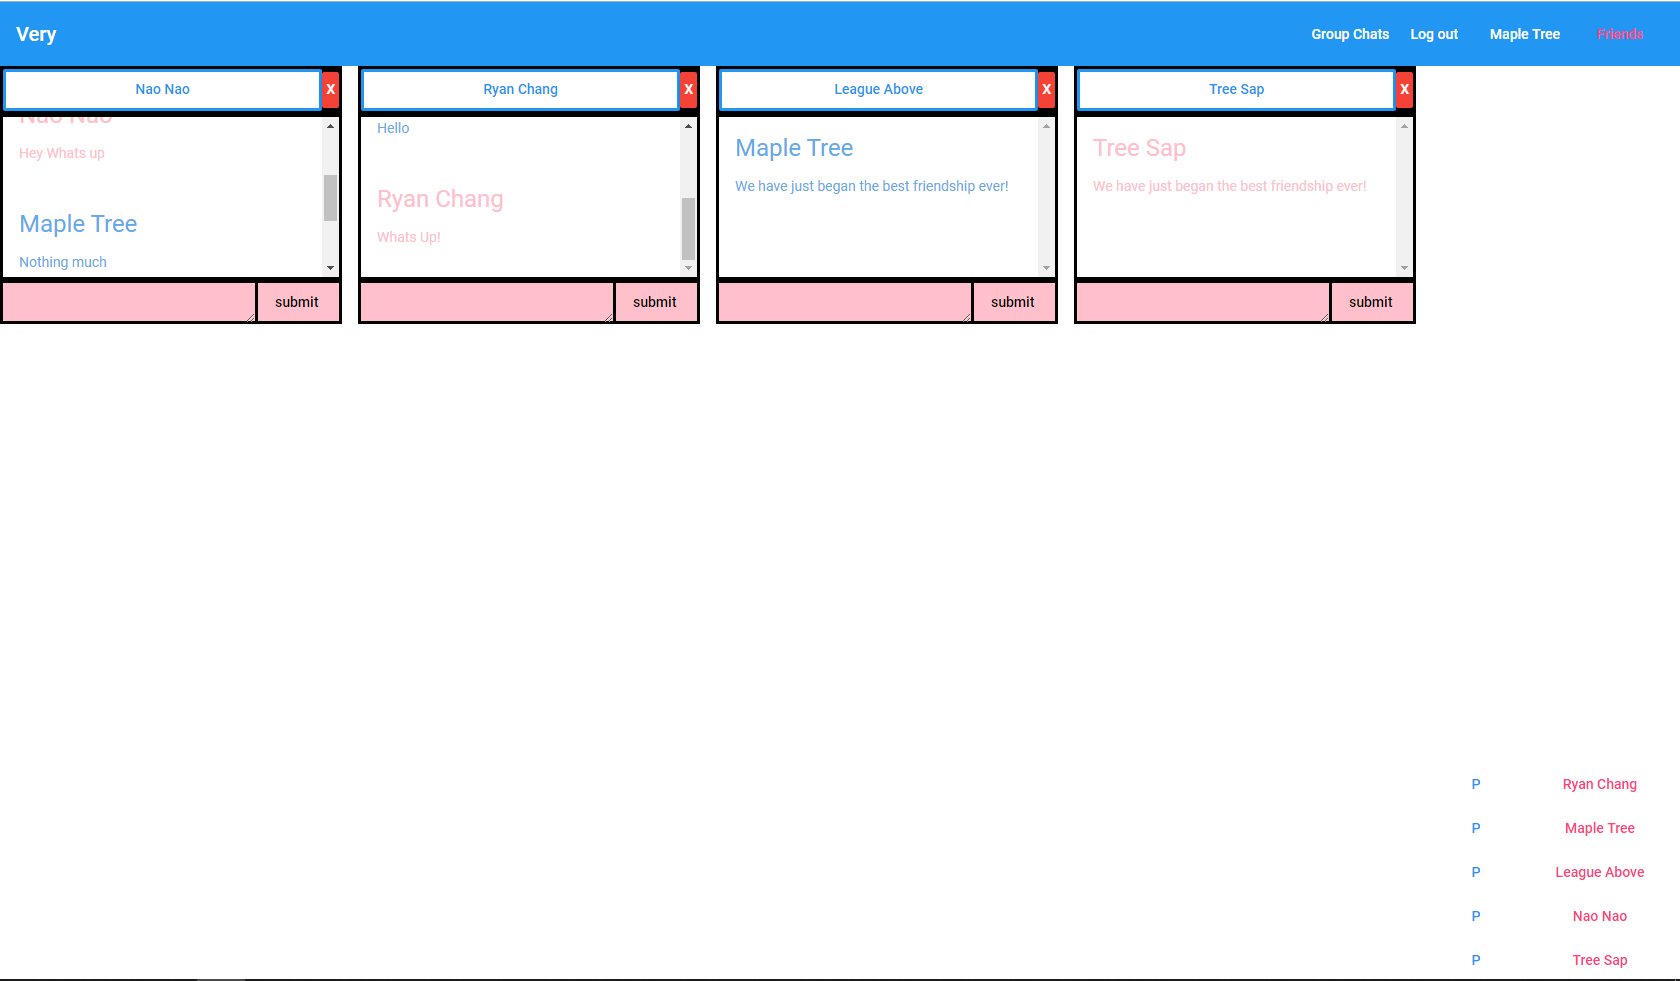 Very
Group Chats
Log out
Maple Tree
Friends
Nao Nao
X
Nao Nao
Hey Whats up
Maple Tree
Nothing much
submit
Ryan Chang
X
Hello
Ryan Chang
Whats Up!
submit
League Above
X
Maple Tree
We have just began the best friendship ever!
submit
Tree Sap
X
Tree Sap
We have just began the best friendship ever!
submit
P Ryan Chang
P Maple Tree
P League Above
P Nao Nao
P Tree Sap